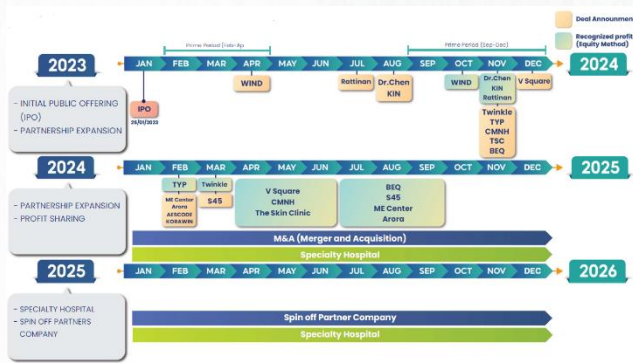 Deal Announcement
Recognized profit
(Equity Method)
Prime Period (Feb-Apr)
Prime Period (Sep-Dec)
2023
JAN FEB MAR APR MAY JUN JUL AUG SEP OCT NOV DEC
2024
- INITIAL PUBLIC OFFERING
(IPO)
- PARTNERSHIP EXPANSION
IPO
25/01/2023
WIND
Rattinan
Dr.Chen
KIN
WIND
Dr.Chen
KIN
Rattinan
V Square
Twinkle
TYP
CMNH
TSC
BEQ
2024
JAN FEB MAR APR MAY JUN JUL AUG SEP OCT NOV DEC
2025
- PARTNERSHIP EXPANSION
- PROFIT SHARING
TYP
Twinkle
ME Center
Arora
AESCODE
KORAWIN
S45
V Square
CMNH
The Skin Clinic
BEQ
S45
ME Center
Arora
M&A (Merger and Acquisition)
Specialty Hospital
2025
JAN FEB MAR APR MAY JUN JUL AUG SEP OCT NOV DEC
2026
- SPECIALTY HOSPITAL
- SPIN OFF PARTNERS
COMPANY
Spin off Partner Company
Specialty Hospital